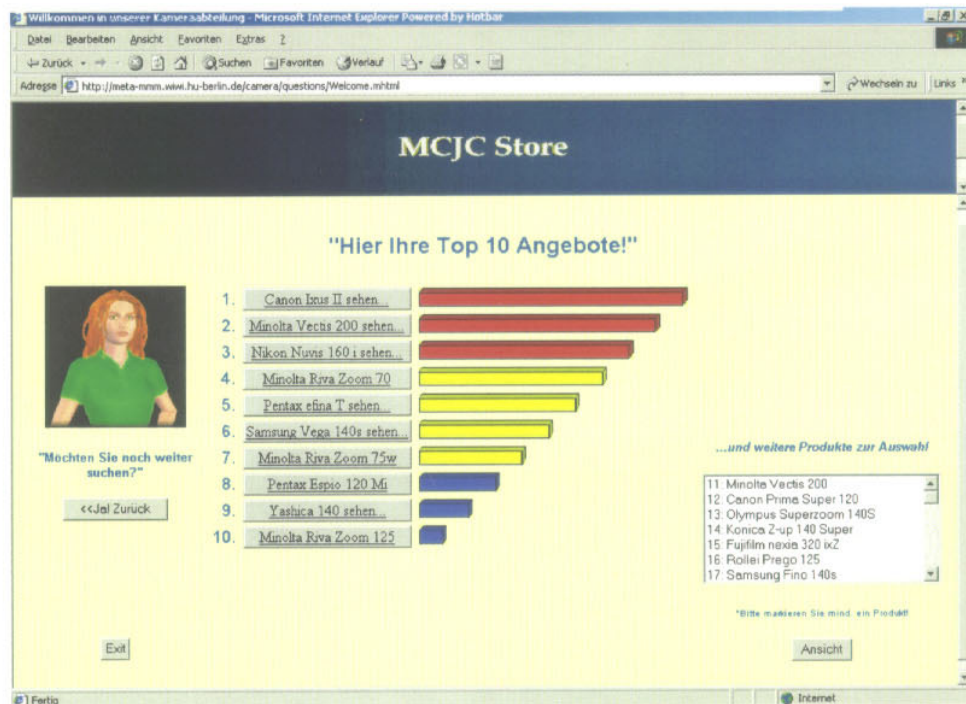 Willkommen in unserer Kameraabteilung - Microsoft Internet Explorer Powered by Hotbar
Datei Bearbeiten Ansicht Favoriten Extras ?
Zurück Suchen Favoriten Verlauf
Adresse http://meta-mmm.wiwi.hu-berlin.de/camera/questions/Welcome.mhtml Wechseln zu Links
MCJC Store
"Hier Ihre Top 10 Angebote!"
1. Canon Ixus II sehen...
2. Minolta Vectis 200 sehen...
3. Nikon Nuvis 160 i sehen...
4. Minolta Riva Zoom 70
5. Pentax efina T sehen...
6. Samsung Vega 140s sehen...
7. Minolta Riva Zoom 75w
8. Pentax Espio 120 Mi
9. Yashica 140 sehen...
10. Minolta Riva Zoom 125
"Möchten Sie noch weiter
suchen?"
<<Ja! Zurück
...und weitere Produkte zur Auswahl
11: Minolta Vectis 200
12: Canon Prima Super 120
13: Olympus Superzoom 140S
14: Konica Z-up 140 Super
15: Fujifilm nexia 320 ixZ
16: Rollei Prego 125
17: Samsung Fino 140s
*Bitte markieren Sie mind. ein Produkt!
Exit
Ansicht
Fertig
Internet